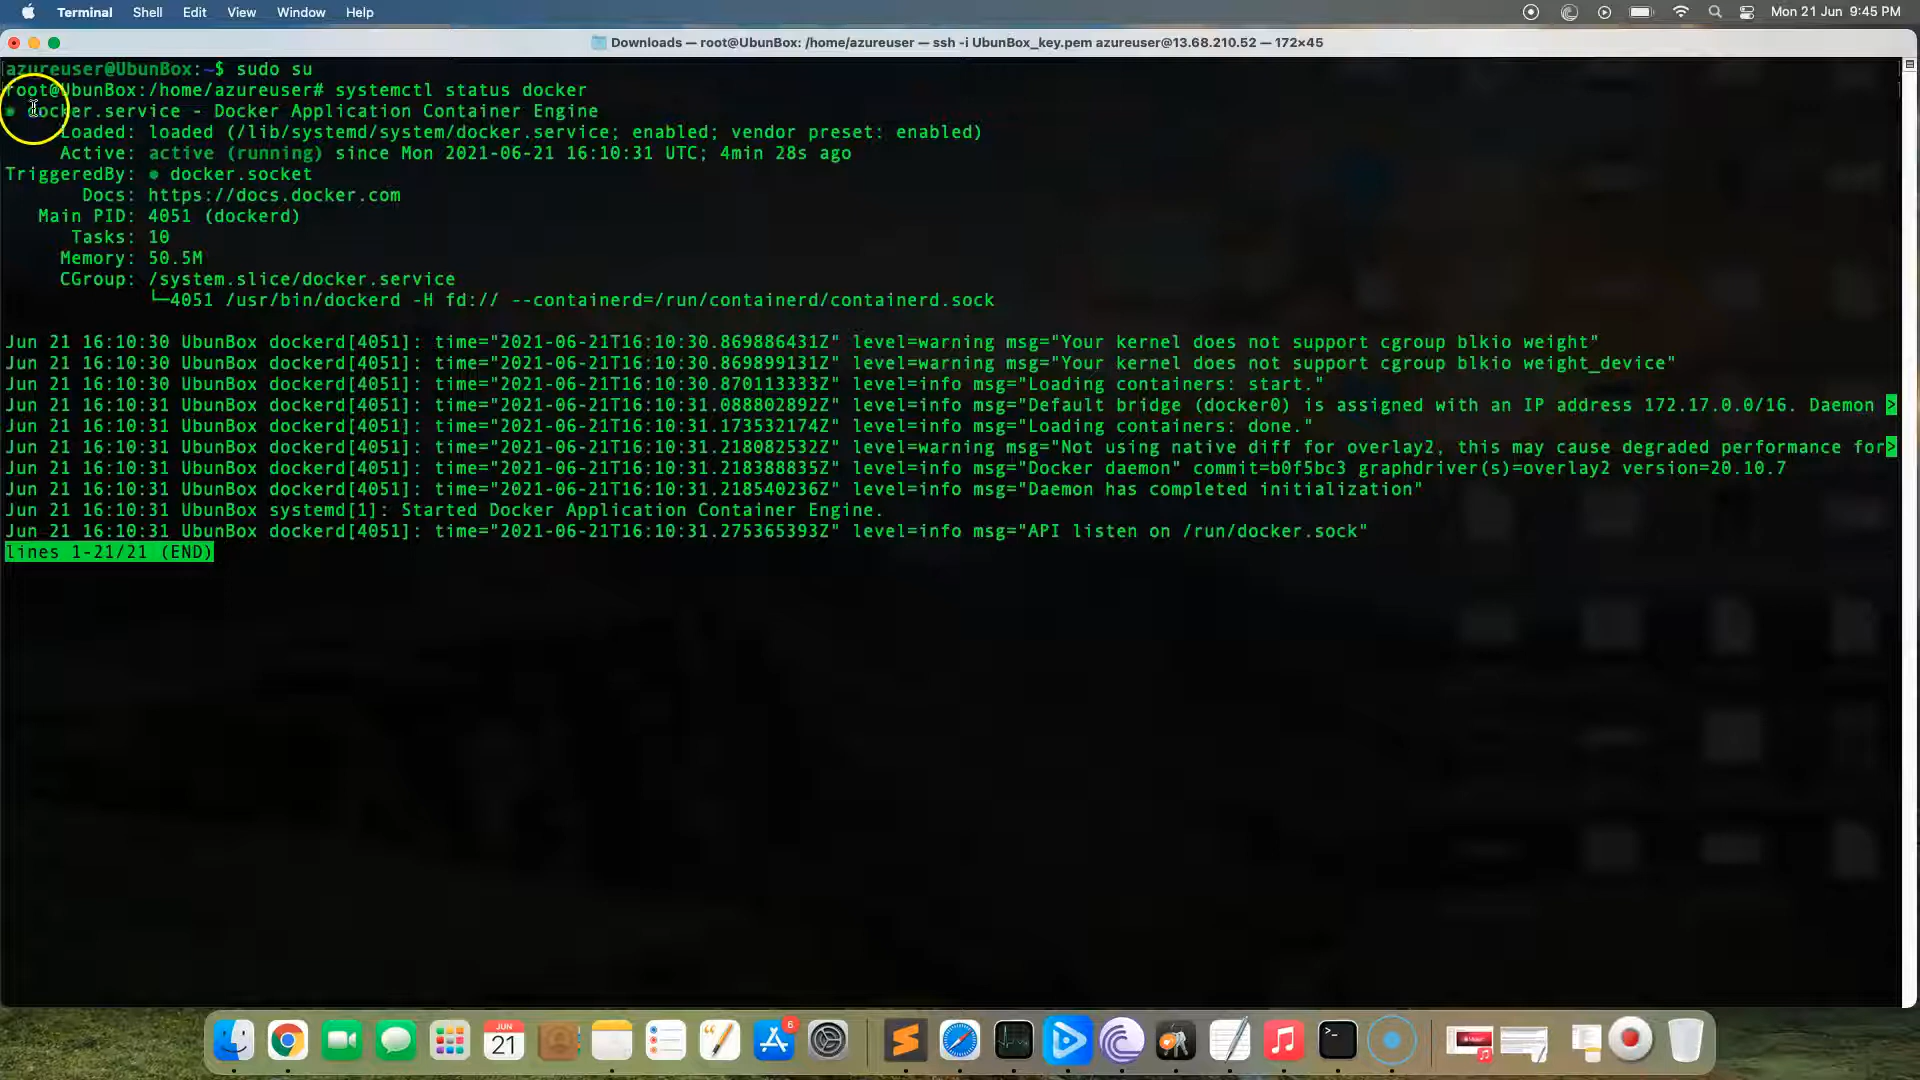 Terminal Shell Edit View Window Help Mon 21 Jun 9:45 PM
Downloads — root@UbunBox: /home/azureuser — ssh -i UbunBox_key.pem azureuser@13.68.210.52 — 172×45
azureuser@UbunBox:~$ sudo su
root@UbunBox:/home/azureuser# systemctl status docker
● docker.service - Docker Application Container Engine
Loaded: loaded (/lib/systemd/system/docker.service; enabled; vendor preset: enabled)
Active: active (running) since Mon 2021-06-21 16:10:31 UTC; 4min 28s ago
TriggeredBy: ● docker.socket
Docs: https://docs.docker.com
Main PID: 4051 (dockerd)
Tasks: 10
Memory: 50.5M
CGroup: /system.slice/docker.service
└─4051 /usr/bin/dockerd -H fd:// --containerd=/run/containerd/containerd.sock
Jun 21 16:10:30 UbunBox dockerd[4051]: time="2021-06-21T16:10:30.869886431Z" level=warning msg="Your kernel does not support cgroup blkio weight"
Jun 21 16:10:30 UbunBox dockerd[4051]: time="2021-06-21T16:10:30.869899131Z" level=warning msg="Your kernel does not support cgroup blkio weight_device"
Jun 21 16:10:30 UbunBox dockerd[4051]: time="2021-06-21T16:10:30.870113333Z" level=info msg="Loading containers: start."
Jun 21 16:10:31 UbunBox dockerd[4051]: time="2021-06-21T16:10:31.088802892Z" level=info msg="Default bridge (docker0) is assigned with an IP address 172.17.0.0/16. Daemon >
Jun 21 16:10:31 UbunBox dockerd[4051]: time="2021-06-21T16:10:31.173532174Z" level=info msg="Loading containers: done."
Jun 21 16:10:31 UbunBox dockerd[4051]: time="2021-06-21T16:10:31.218082532Z" level=warning msg="Not using native diff for overlay2, this may cause degraded performance for>
Jun 21 16:10:31 UbunBox dockerd[4051]: time="2021-06-21T16:10:31.218388835Z" level=info msg="Docker daemon" commit=b0f5bc3 graphdriver(s)=overlay2 version=20.10.7
Jun 21 16:10:31 UbunBox dockerd[4051]: time="2021-06-21T16:10:31.218540236Z" level=info msg="Daemon has completed initialization"
Jun 21 16:10:31 UbunBox systemd[1]: Started Docker Application Container Engine.
Jun 21 16:10:31 UbunBox dockerd[4051]: time="2021-06-21T16:10:31.275365393Z" level=info msg="API listen on /run/docker.sock"
lines 1-21/21 (END)
JUN
21
6